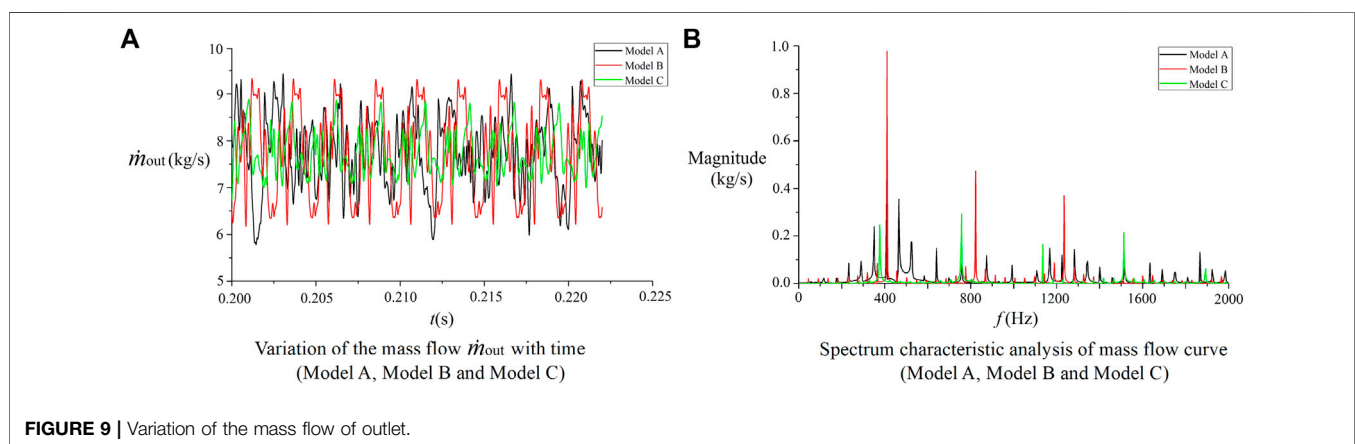 A
10
9
8
7
6
5
ṁout (kg/s)
0.200
0.205
0.210
0.215
0.220
0.225
t(s)
Model A
Model B
Model C
Variation of the mass flow ṁout with time
(Model A, Model B and Model C)
B
1.0
0.8
0.6
0.4
0.2
0.0
Magnitude
(kg/s)
0
400
800
1200
1600
2000
f(Hz)
Model A
Model B
Model C
Spectrum characteristic analysis of mass flow curve
(Model A, Model B and Model C)
FIGURE 9 | Variation of the mass flow of outlet.